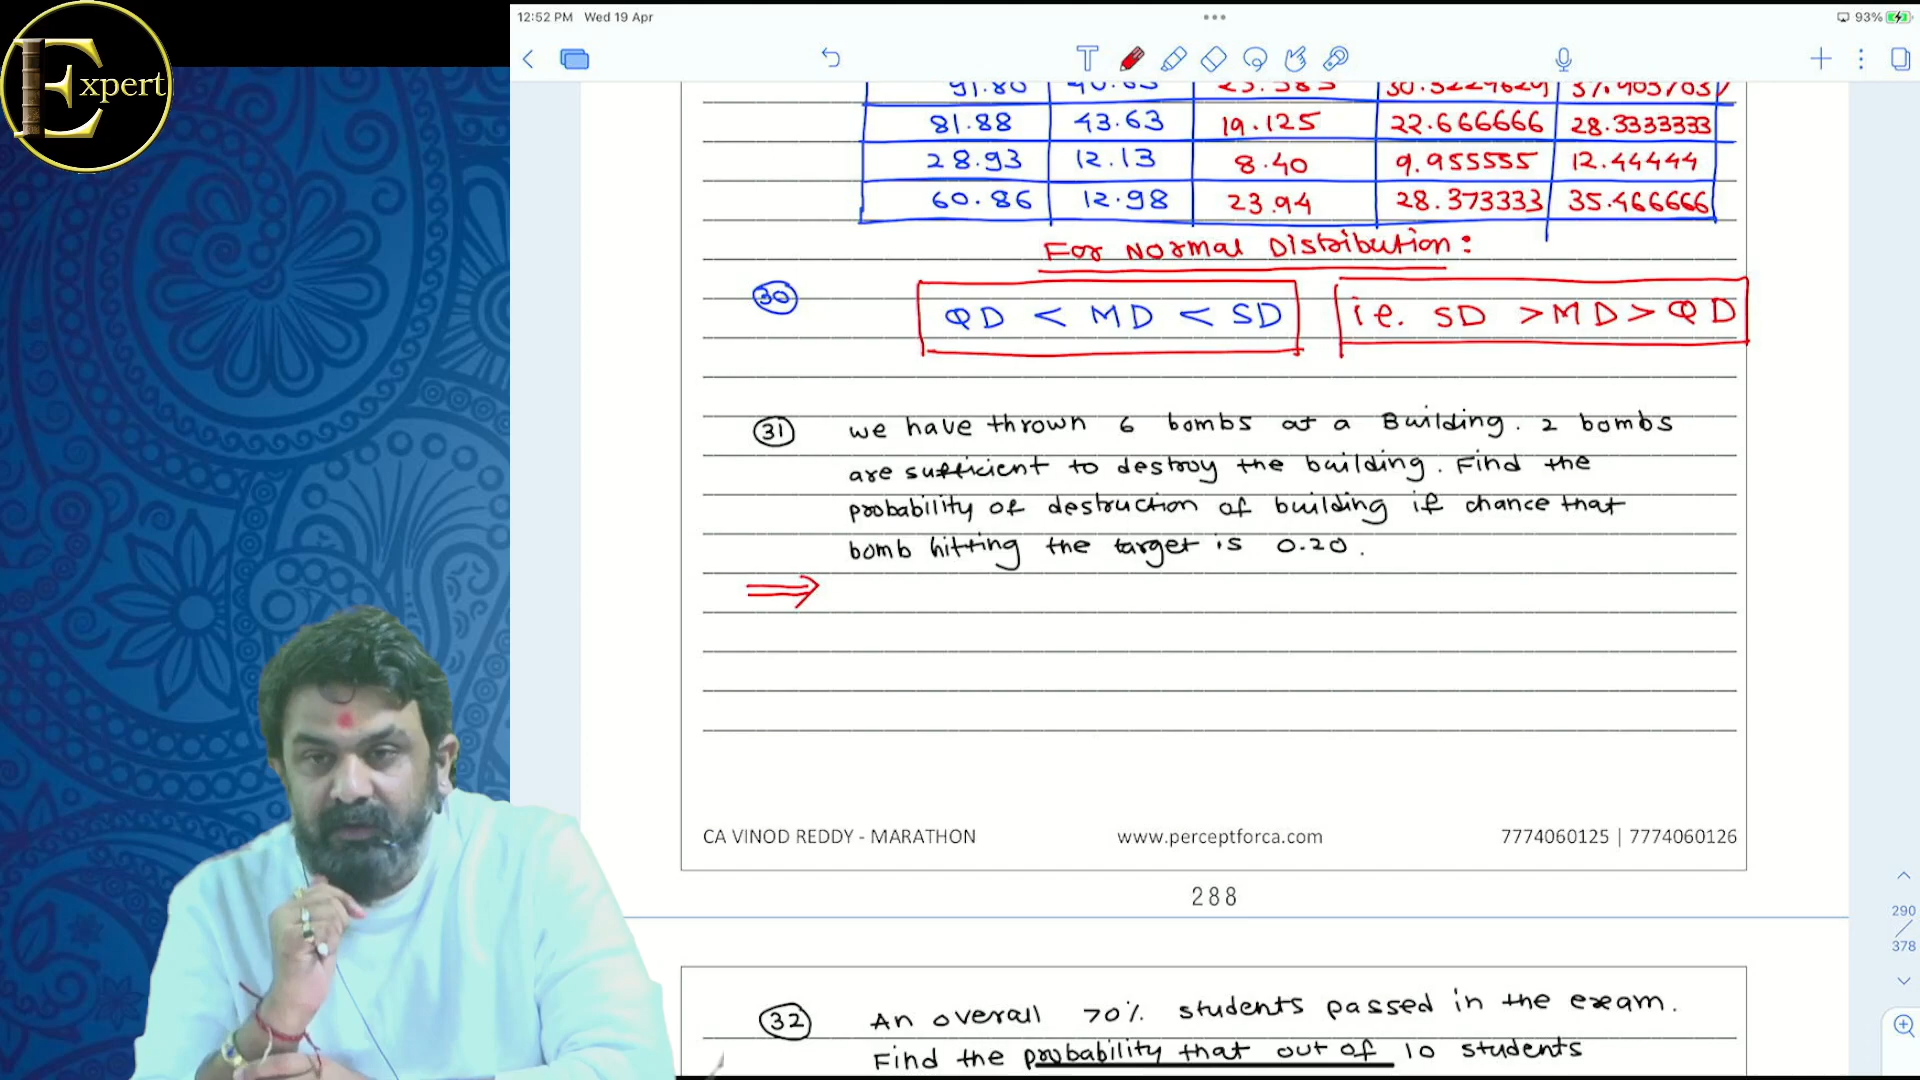 Expert
12:52 PM Wed 19 Apr
93%
81.88 43.63 19.125 22.666666 28.3333333
28.93 12.13 8.40 9.955555 12.44444
60.86 12.98 23.94 28.373333 35.466666
For Normal Distribution:
30 QD < MD < SD i.e. SD > MD > QD
31 we have thrown 6 bombs at a Building. 2 bombs
are sufficient to destroy the building. Find the
probability of destruction of building if chance that
bomb hitting the target is 0.20.
⇒
CA VINOD REDDY - MARATHON www.perceptforca.com 7774060125 | 7774060126
288
290
/
378
32 An overall 70% students passed in the exam.
Find the probability that out of 10 students